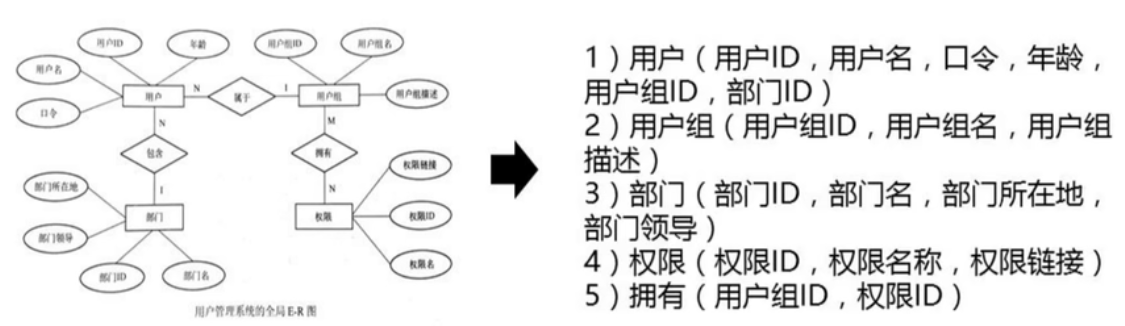 用户ID
年龄
用户组ID
用户组名
用户名
用户
N
属于
1
用户组
用户组描述
口令
N
M
包含
拥有
权限链接
部门所在地
1
N
部门
权限
权限ID
部门领导
部门ID
部门名
权限名
用户管理系统的全局 E-R 图
1）用户（用户ID，用户名，口令，年龄，
用户组ID，部门ID）
2）用户组（用户组ID，用户组名，用户组
描述）
3）部门（部门ID，部门名，部门所在地，
部门领导）
4）权限（权限ID，权限名称，权限链接）
5）拥有（用户组ID，权限ID）